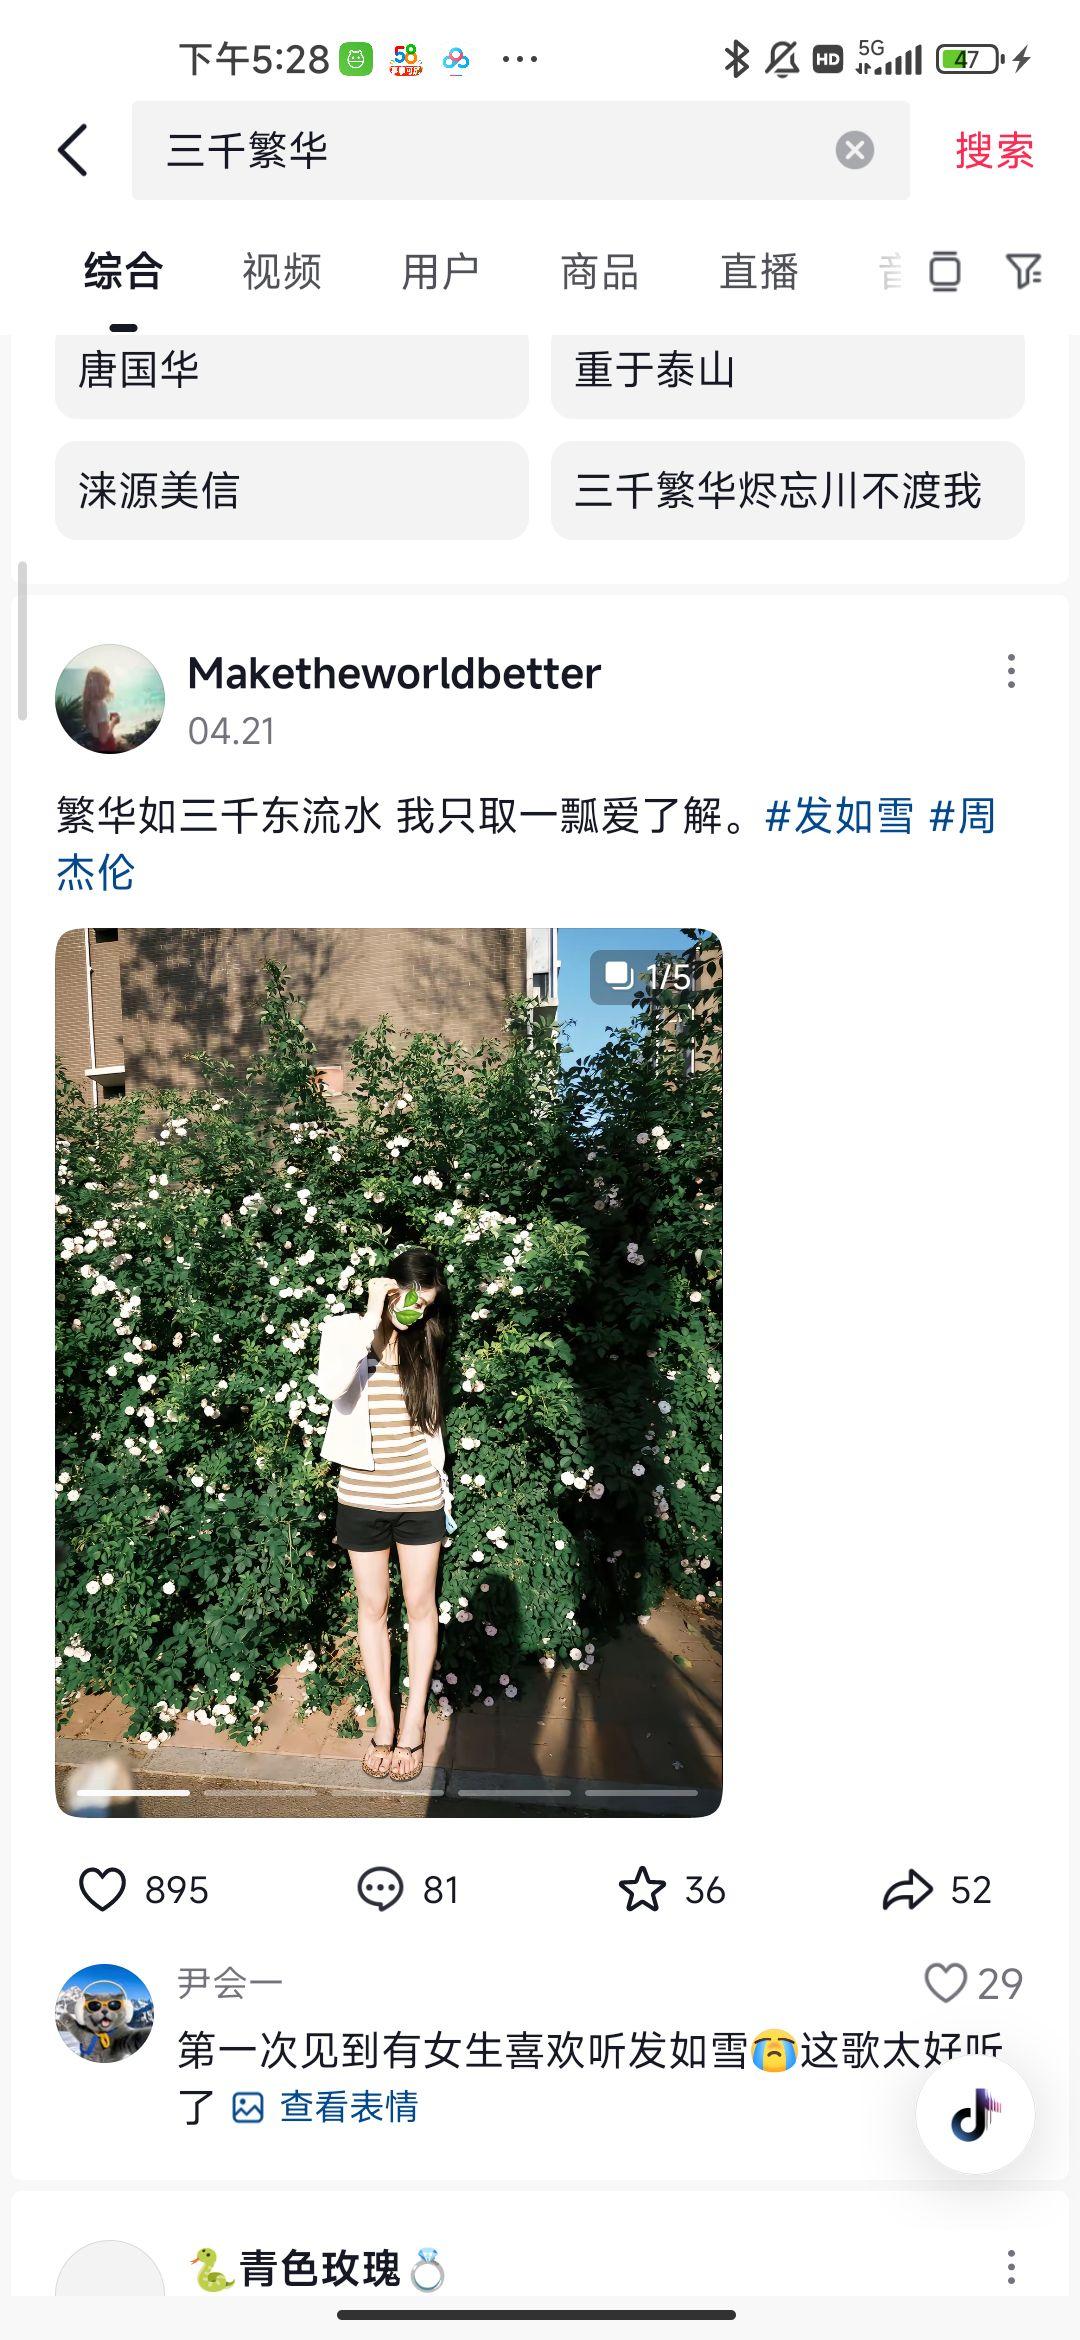 下午5:28 58 ... HD 5G 47
三千繁华 搜索
综合 视频 用户 商品 直播
唐国华 重于泰山
涞源美信 三千繁华烬忘川不渡我
Maketheworldbetter
04.21
繁华如三千东流水 我只取一瓢爱了解。#发如雪 #周
杰伦
1/5
895 81 36 52
尹会一 29
第一次见到有女生喜欢听发如雪😭这歌太好听
了 查看表情
🐍青色玫瑰💍